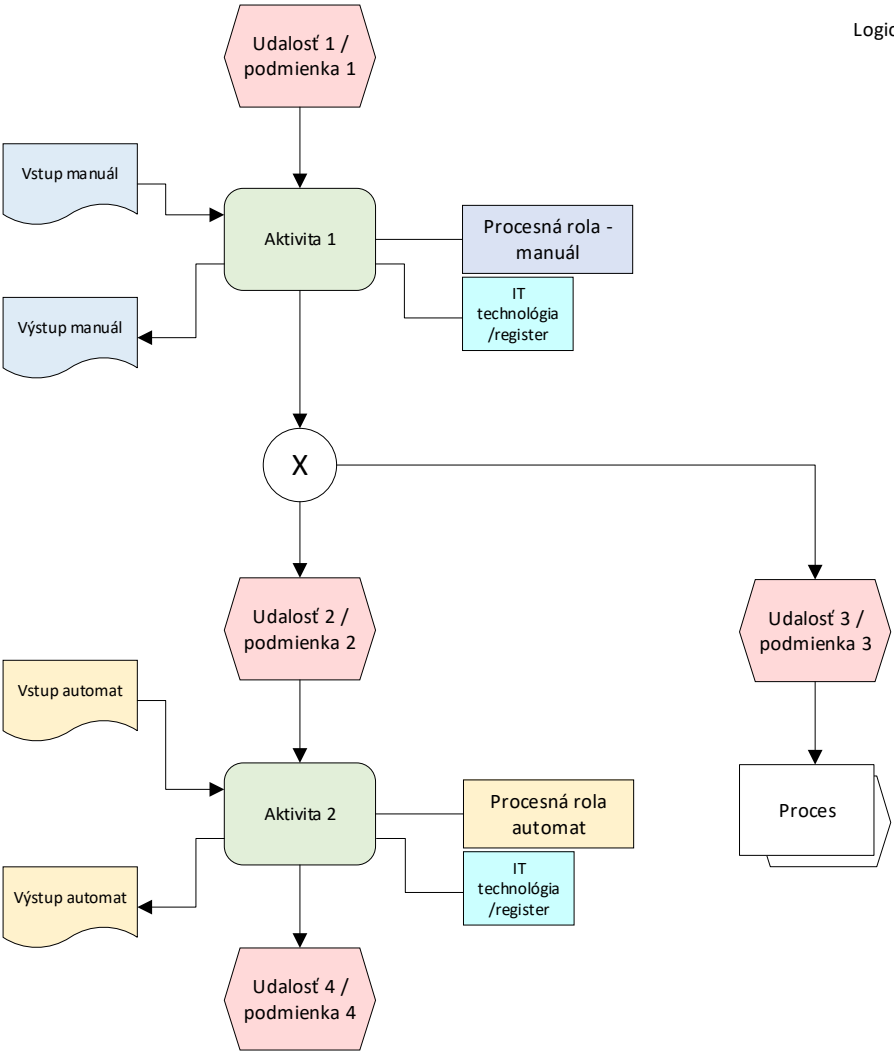 Udalosť 1 /
podmienka 1
Logic
Vstup manuál
Aktivita 1
Procesná rola -
manuál
IT
technológia
/register
Výstup manuál
X
Udalosť 2 /
podmienka 2
Udalosť 3 /
podmienka 3
Vstup automat
Aktivita 2
Procesná rola
automat
Proces
IT
technológia
/register
Výstup automat
Udalosť 4 /
podmienka 4